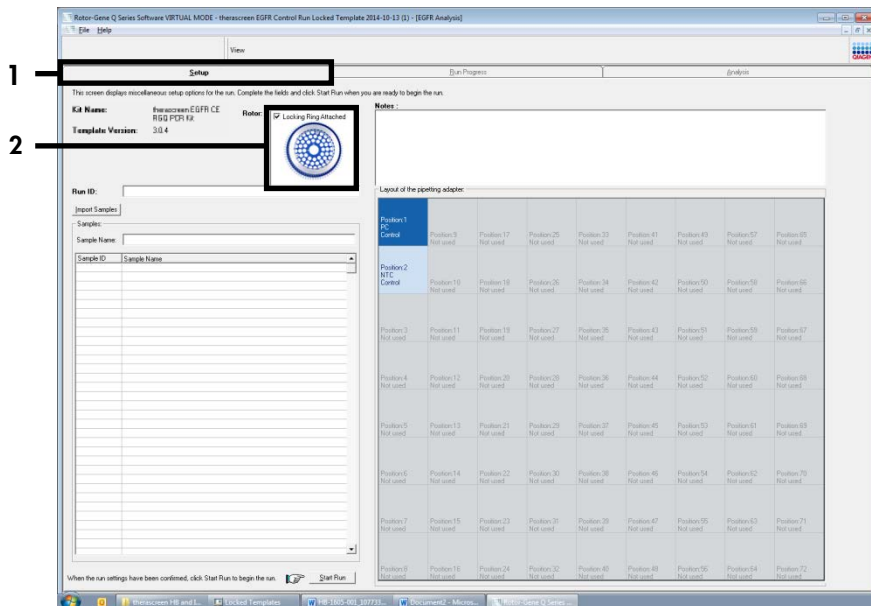 Rotor-Gene Q Series Software VIRTUAL MODE - therascreen EGFR Control Run Locked Template 2014-10-13 (1) - [EGFR Analysis]
File Help
View
QIAGEN
1
Setup
Run Progress
Analysis
This screen displays miscellaneous setup options for the run. Complete the fields and click Start Run when you are ready to begin the run.
Kit Name:
therascreen EGFR CE
RGQ PCR Kit
Template Version:
3.0.4
2
Rotor:
Locking Ring Attached
Notes :
Run ID:
Import Samples
Samples:
Sample Name:
Sample ID Sample Name
Layout of the pipetting adapter:
Position:1
PC
Control
Position:9
Not used
Position:17
Not used
Position:25
Not used
Position:33
Not used
Position:41
Not used
Position:49
Not used
Position:57
Not used
Position:65
Not used
Position:2
NTC
Control
Position:10
Not used
Position:18
Not used
Position:26
Not used
Position:34
Not used
Position:42
Not used
Position:50
Not used
Position:58
Not used
Position:66
Not used
Position:3
Not used
Position:11
Not used
Position:19
Not used
Position:27
Not used
Position:35
Not used
Position:43
Not used
Position:51
Not used
Position:59
Not used
Position:67
Not used
Position:4
Not used
Position:12
Not used
Position:20
Not used
Position:28
Not used
Position:36
Not used
Position:44
Not used
Position:52
Not used
Position:60
Not used
Position:68
Not used
Position:5
Not used
Position:13
Not used
Position:21
Not used
Position:29
Not used
Position:37
Not used
Position:45
Not used
Position:53
Not used
Position:61
Not used
Position:69
Not used
Position:6
Not used
Position:14
Not used
Position:22
Not used
Position:30
Not used
Position:38
Not used
Position:46
Not used
Position:54
Not used
Position:62
Not used
Position:70
Not used
Position:7
Not used
Position:15
Not used
Position:23
Not used
Position:31
Not used
Position:39
Not used
Position:47
Not used
Position:55
Not used
Position:63
Not used
Position:71
Not used
Position:8
Not used
Position:16
Not used
Position:24
Not used
Position:32
Not used
Position:40
Not used
Position:48
Not used
Position:56
Not used
Position:64
Not used
Position:72
Not used
When the run settings have been confirmed, click Start Run to begin the run.
Start Run
therascreen HB and L...
Locked Templates
HB-1605-001_107733...
Document2 - Micros...
Rotor-Gene Q Series ...